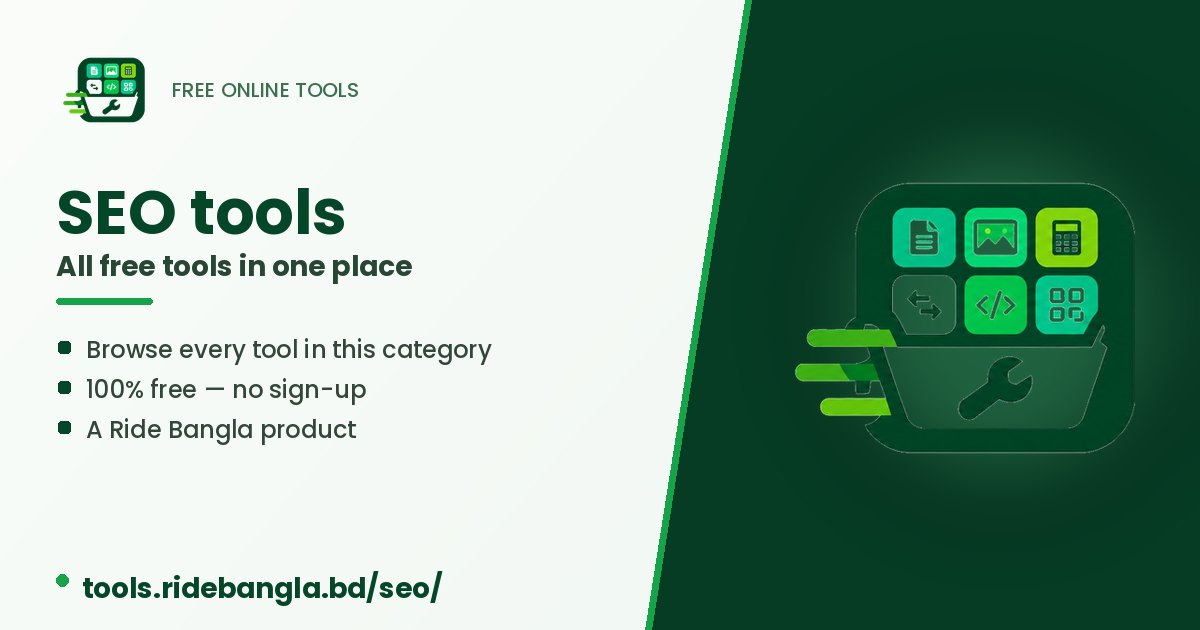 FREE ONLINE TOOLS
SEO tools
All free tools in one place
Browse every tool in this category
100% free — no sign-up
A Ride Bangla product
tools.ridebangla.bd/seo/